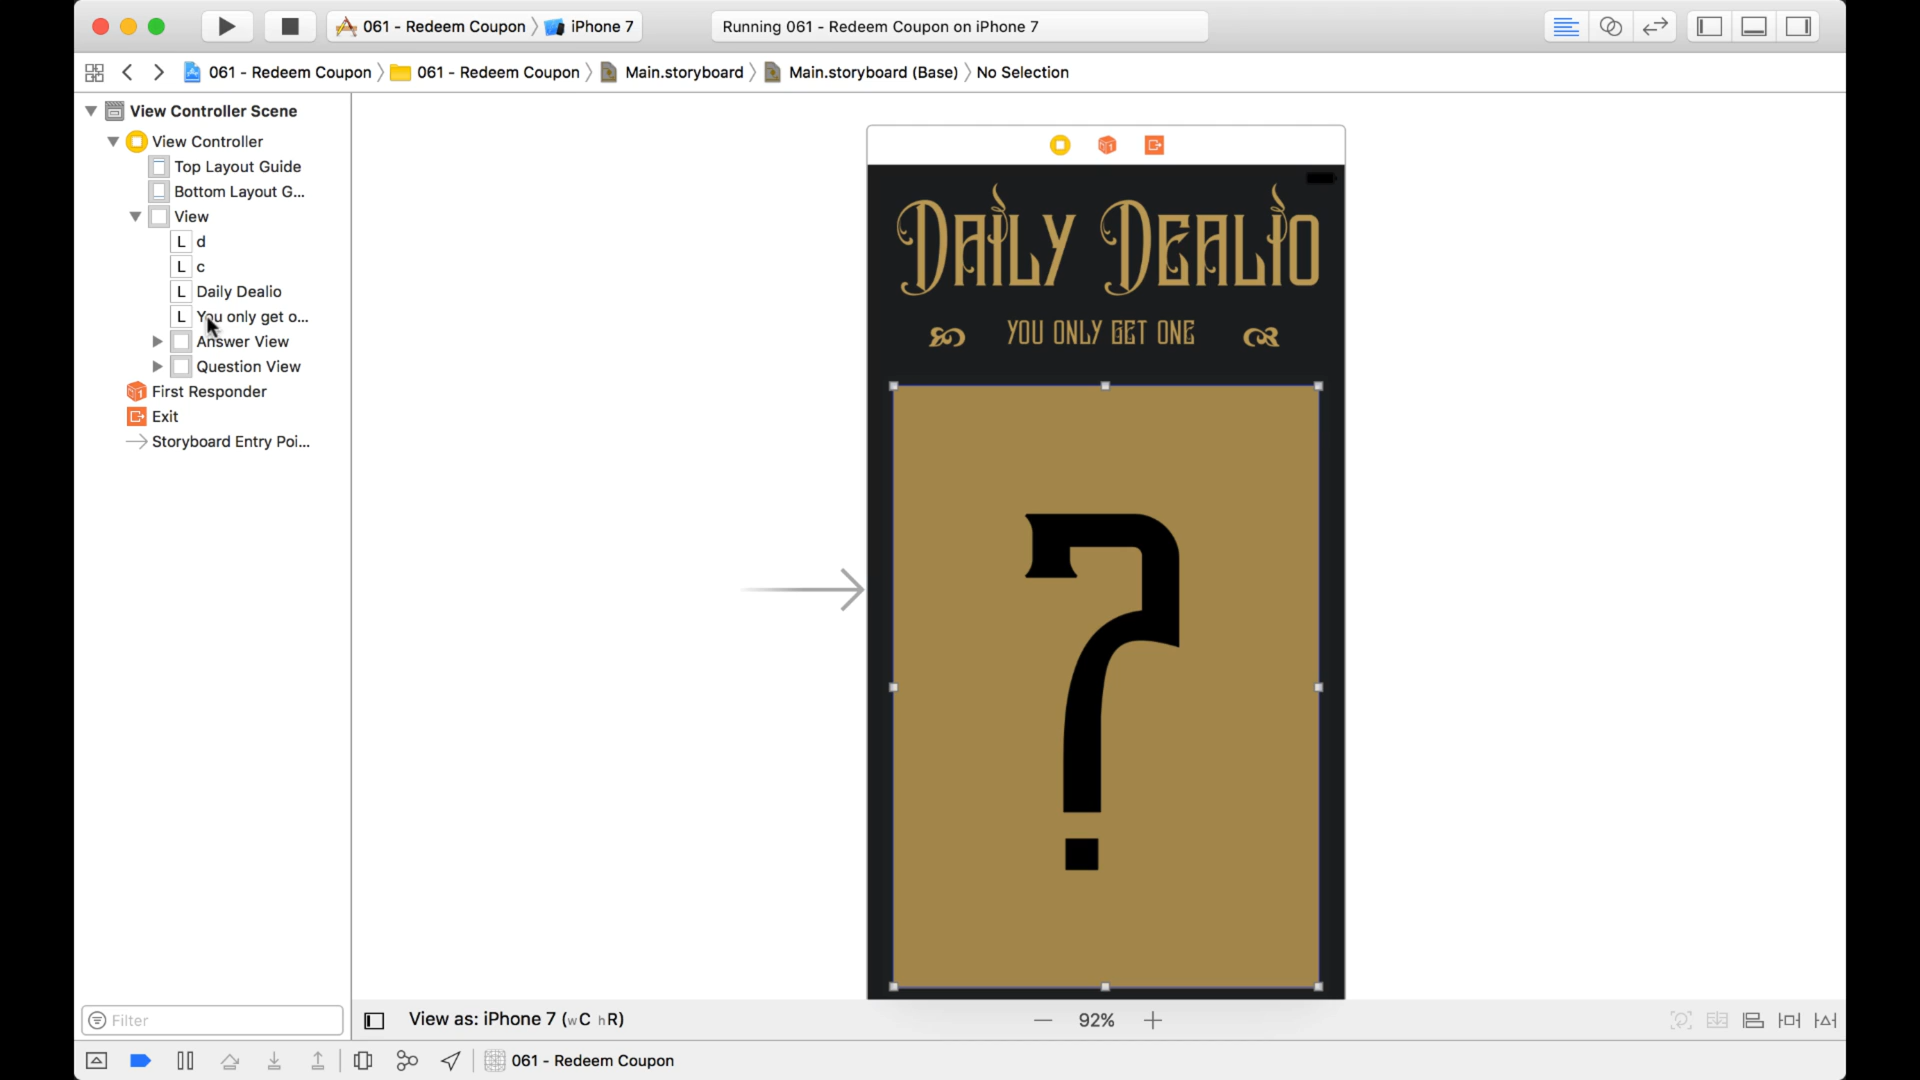 061 - Redeem Coupon iPhone 7
Running 061 - Redeem Coupon on iPhone 7
061 - Redeem Coupon 061 - Redeem Coupon Main.storyboard Main.storyboard (Base) No Selection
View Controller Scene
View Controller
Top Layout Guide
Bottom Layout G...
View
L d
L c
L Daily Dealio
L You only get o...
Answer View
Question View
First Responder
Exit
Storyboard Entry Poi...
Daily Dealio
YOU ONLY GET ONE
?
Filter
View as: iPhone 7 (wC hR)
92%
061 - Redeem Coupon